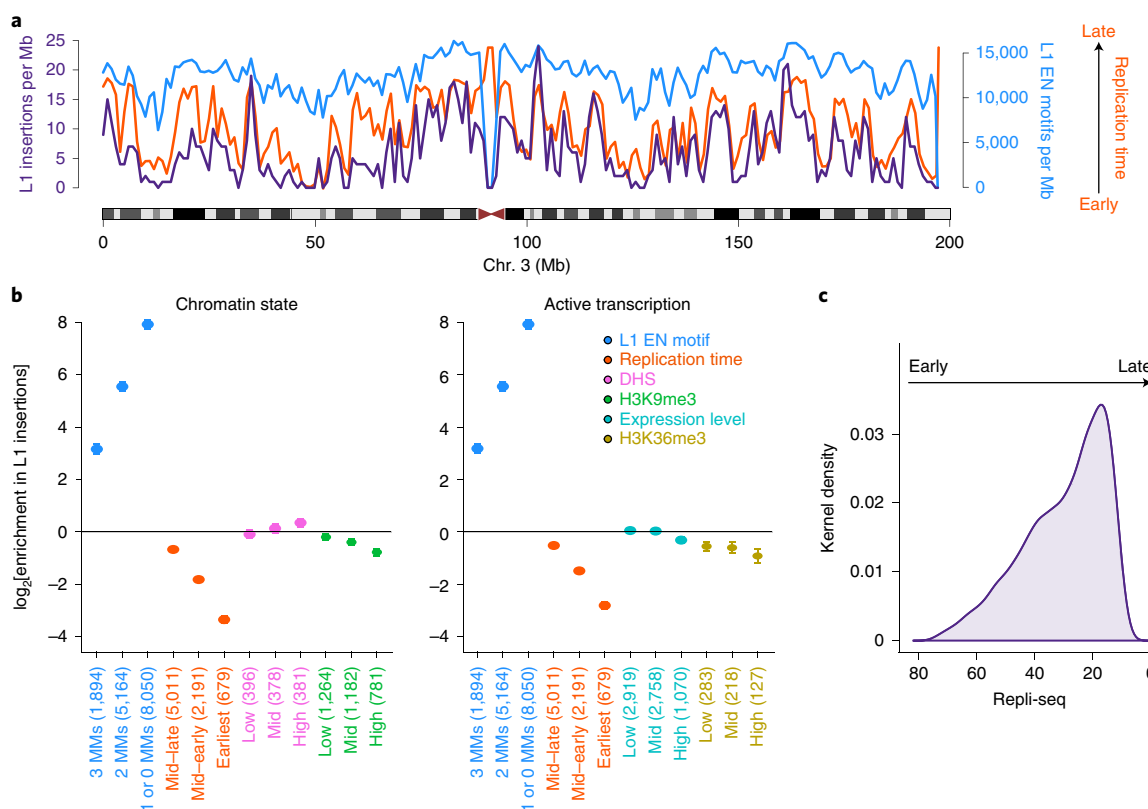 a
L1 insertions per Mb
25
20
15
10
5
0
15,000
10,000
5,000
0
L1 EN motifs per Mb
Late
Replication time
Early
0
50
100
150
200
Chr. 3 (Mb)
b
Chromatin state
log2[enrichment in L1 insertions]
8
6
4
2
0
–2
–4
3 MMs (1,894)
2 MMs (5,164)
1 or 0 MMs (8,050)
Mid–late (5,011)
Mid–early (2,191)
Earliest (679)
Low (396)
Mid (378)
High (381)
Low (1,264)
Mid (1,182)
High (781)
Active transcription
8
6
4
2
0
–2
–4
L1 EN motif
Replication time
DHS
H3K9me3
Expression level
H3K36me3
3 MMs (1,894)
2 MMs (5,164)
1 or 0 MMs (8,050)
Mid–late (5,011)
Mid–early (2,191)
Earliest (679)
Low (2,919)
Mid (2,758)
High (1,070)
Low (283)
Mid (218)
High (127)
c
Early
Late
Kernel density
0.03
0.02
0.01
0
80
60
40
20
Repli-seq